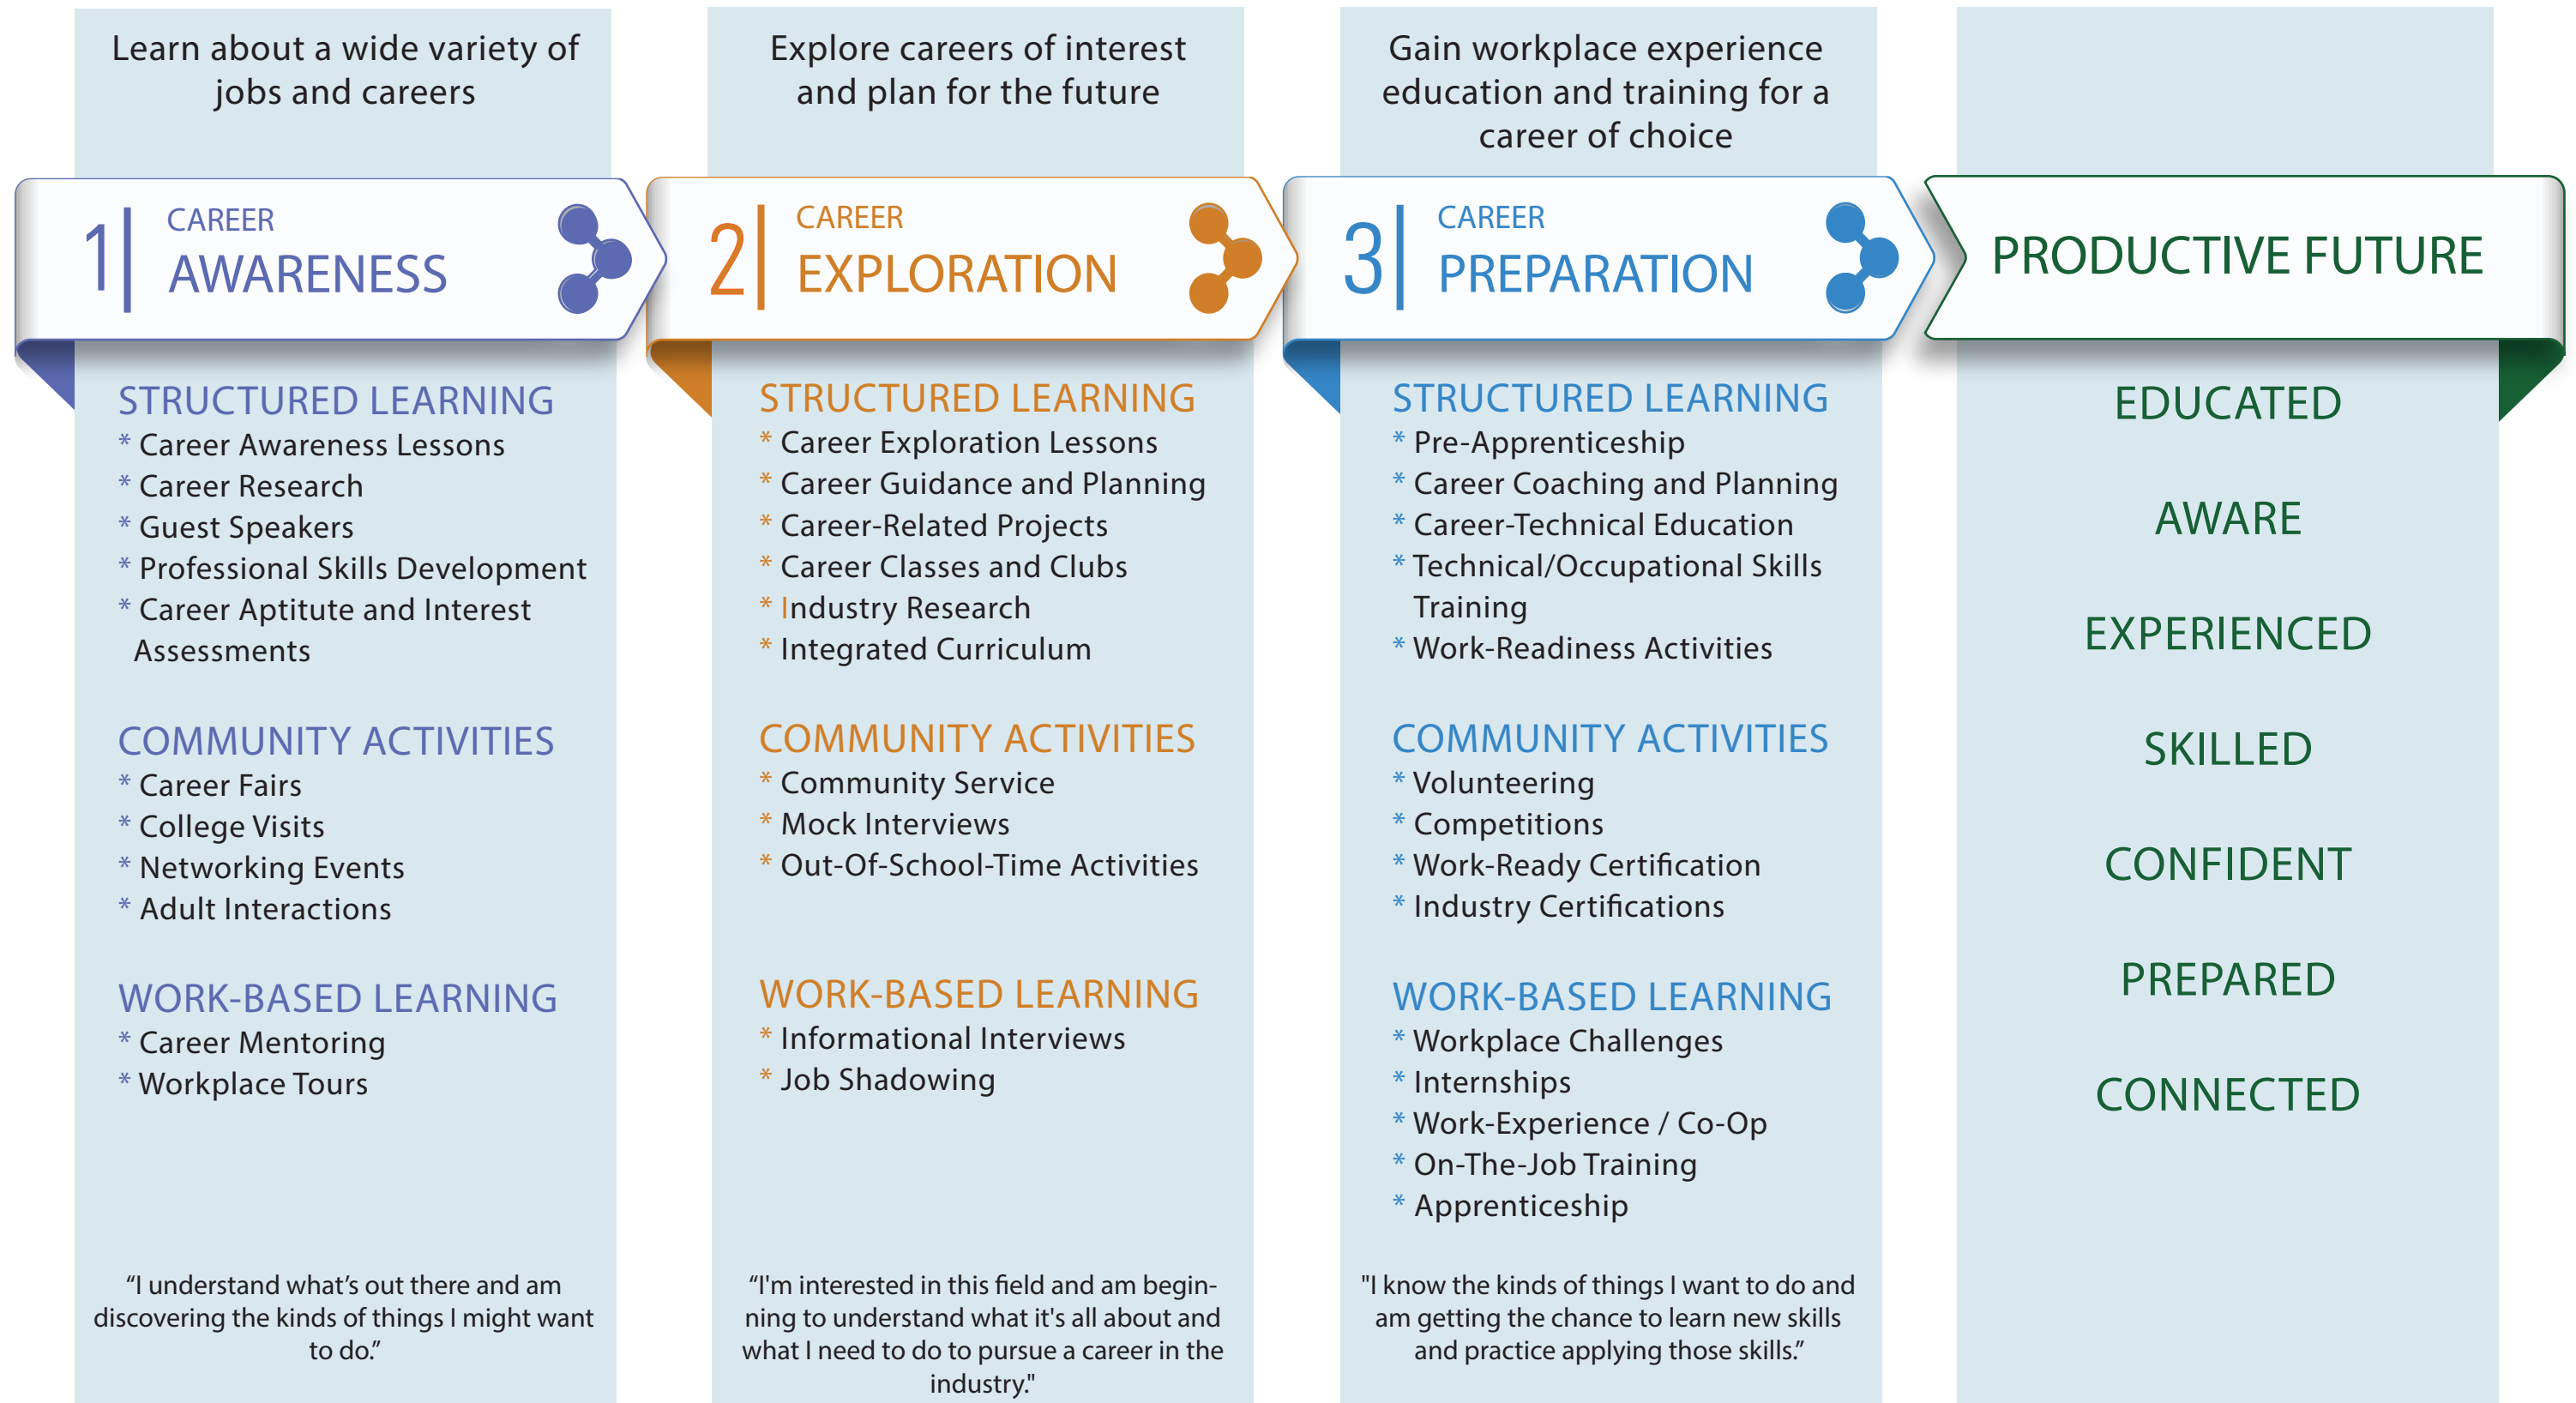 Learn about a wide variety of
jobs and careers
1
CAREER
AWARENESS
STRUCTURED LEARNING
* Career Awareness Lessons
* Career Research
* Guest Speakers
* Professional Skills Development
* Career Aptitute and Interest
Assessments
COMMUNITY ACTIVITIES
* Career Fairs
* College Visits
* Networking Events
* Adult Interactions
WORK-BASED LEARNING
* Career Mentoring
* Workplace Tours
“I understand what’s out there and am
discovering the kinds of things I might want
to do.”
Explore careers of interest
and plan for the future
2
CAREER
EXPLORATION
STRUCTURED LEARNING
* Career Exploration Lessons
* Career Guidance and Planning
* Career-Related Projects
* Career Classes and Clubs
* Industry Research
* Integrated Curriculum
COMMUNITY ACTIVITIES
* Community Service
* Mock Interviews
* Out-Of-School-Time Activities
WORK-BASED LEARNING
* Informational Interviews
* Job Shadowing
“I'm interested in this field and am begin-
ning to understand what it's all about and
what I need to do to pursue a career in the
industry."
Gain workplace experience
education and training for a
career of choice
3
CAREER
PREPARATION
STRUCTURED LEARNING
* Pre-Apprenticeship
* Career Coaching and Planning
* Career-Technical Education
* Technical/Occupational Skills
Training
* Work-Readiness Activities
COMMUNITY ACTIVITIES
* Volunteering
* Competitions
* Work-Ready Certification
* Industry Certifications
WORK-BASED LEARNING
* Workplace Challenges
* Internships
* Work-Experience / Co-Op
* On-The-Job Training
* Apprenticeship
"I know the kinds of things I want to do and
am getting the chance to learn new skills
and practice applying those skills.”
PRODUCTIVE FUTURE
EDUCATED
AWARE
EXPERIENCED
SKILLED
CONFIDENT
PREPARED
CONNECTED